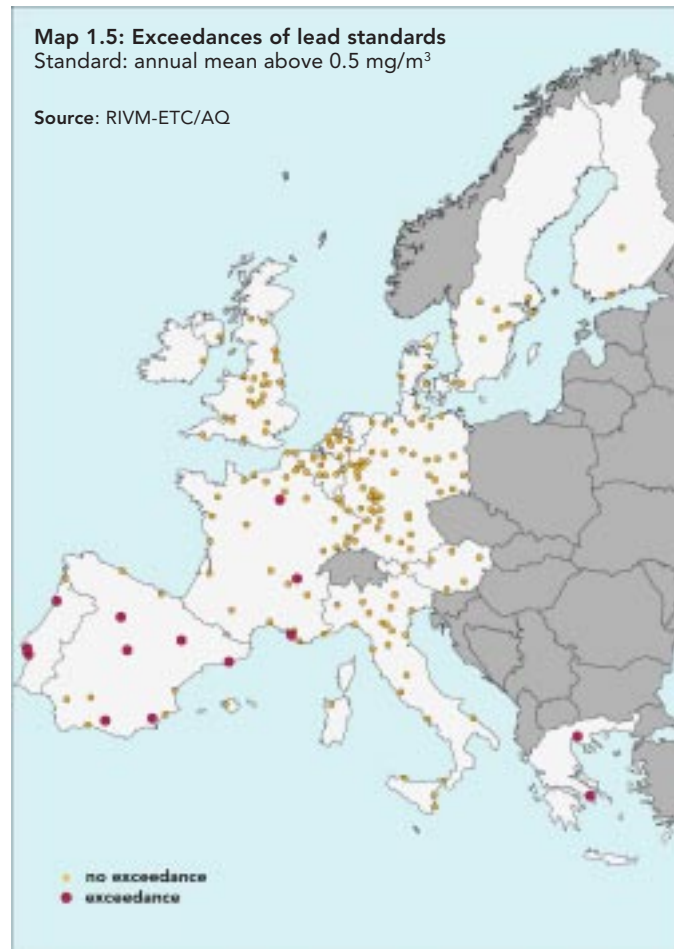 Map 1.5: Exceedances of lead standards
Standard: annual mean above 0.5 mg/m³
Source: RIVM-ETC/AQ
no exceedance
exceedance